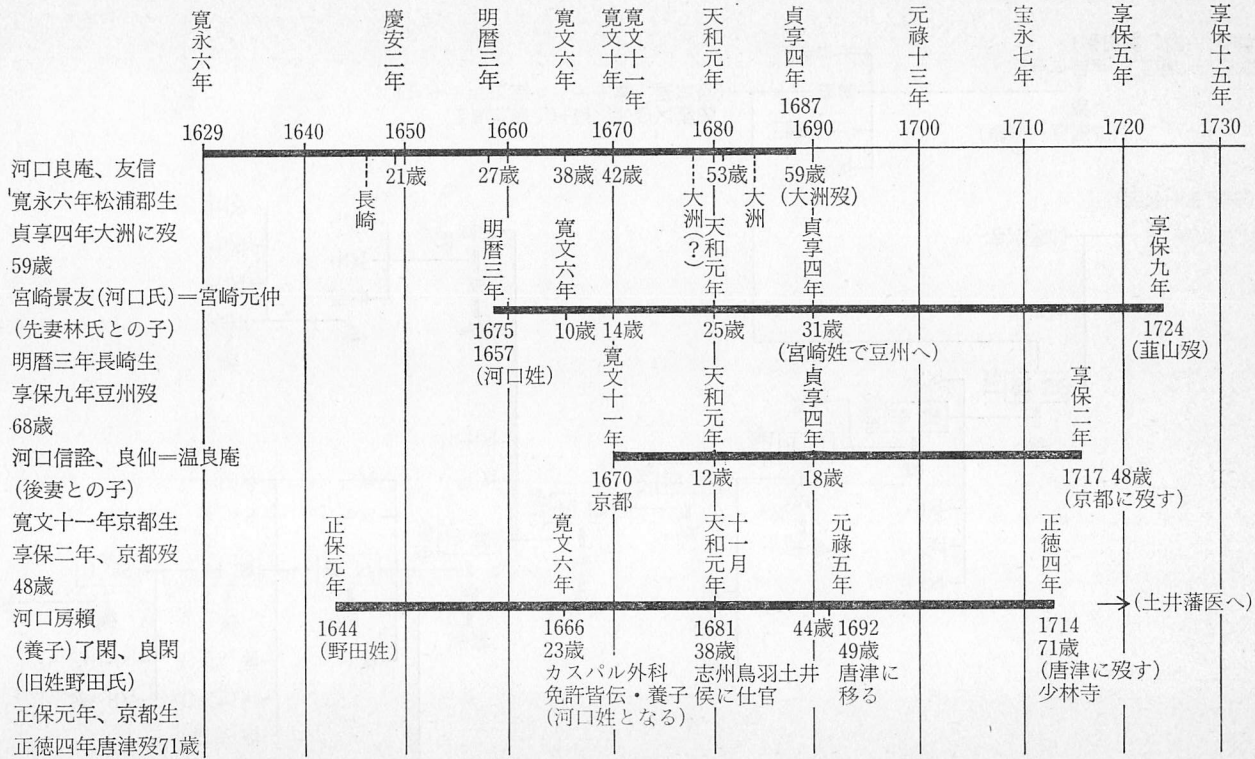 寛永六年
慶安二年
明暦三年
寛文六年
寛文十年
寛文十一年
天和元年
貞享四年
元禄十三年
宝永七年
享保五年
享保十五年
1687
1629 1640 1650 1660 1670 1680 1690 1700 1710 1720 1730
河口良庵、友信
寛永六年松浦郡生
貞享四年大洲に歿
59歳
21歳 27歳 38歳 42歳 53歳 59歳
(大洲歿)
長崎
大洲(?)
大洲
明暦三年
寛文六年
天和元年
貞享四年
享保九年
宮崎景友(河口氏)＝宮崎元仲
(先妻林氏との子)
明暦三年長崎生
享保九年豆州歿
68歳
1675
1657
(河口姓)
10歳 14歳 25歳 31歳
(宮崎姓で豆州へ)
1724
(韮山歿)
寛文十一年
天和元年
貞享四年
享保二年
河口信詮、良仙＝温良庵
(後妻との子)
寛文十一年京都生
享保二年、京都歿
48歳
1670
京都
12歳 18歳
1717 48歳
(京都に歿す)
正保元年
寛文六年
天和元年
十一月
元禄五年
正徳四年
河口房頼
(養子)了閑、良閑
(旧姓野田氏)
正保元年、京都生
正徳四年唐津歿71歳
1644
(野田姓)
1666
23歳
カスパル外科
免許皆伝・養子
(河口姓となる)
1681
38歳
志州鳥羽土井
侯に仕官
44歳
1692
49歳
唐津に
移る
1714
71歳
(唐津に歿す)
少林寺
→(土井藩医へ)